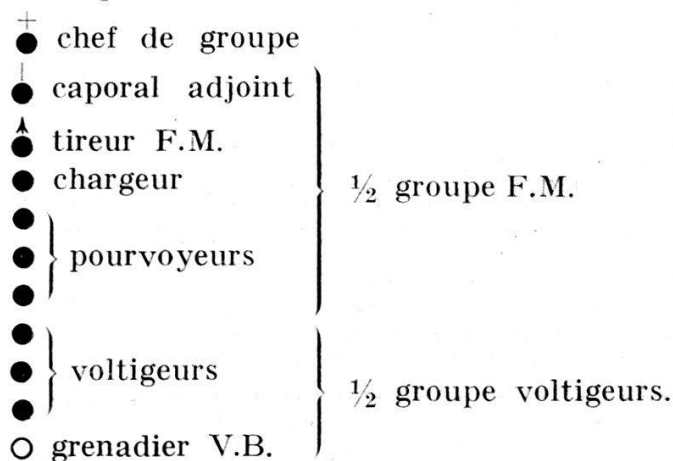 chef de groupe
caporal adjoint
tireur F.M.
chargeur
½ groupe F.M.
pourvoyeurs
voltigeurs
½ groupe voltigeurs.
grenadier V.B.